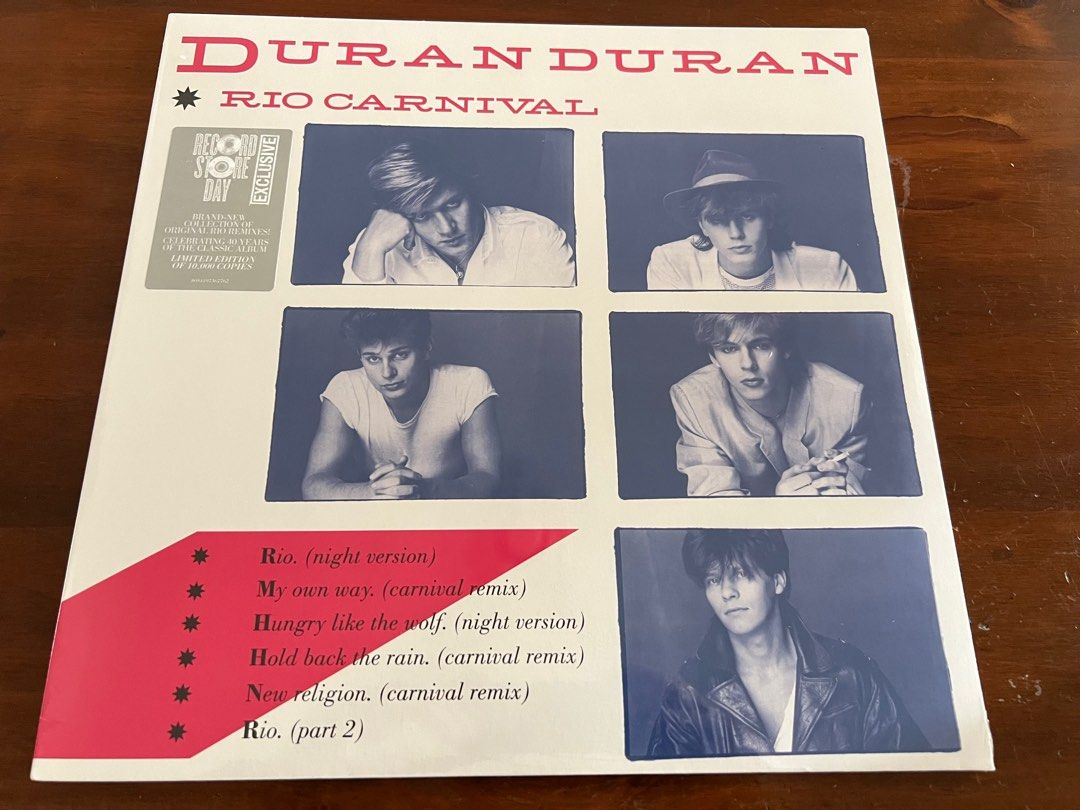 DURAN DURAN
RIO CARNIVAL
RECORD
STORE
DAY
EXCLUSIVE
BRAND-NEW
COLLECTION OF
ORIGINAL RIO REMIXES!
CELEBRATING 40 YEARS
OF THE CLASSIC ALBUM
LIMITED EDITION
OF 10,000 COPIES
Rio. (night version)
My own way. (carnival remix)
Hungry like the wolf. (night version)
Hold back the rain. (carnival remix)
New religion. (carnival remix)
Rio. (part 2)